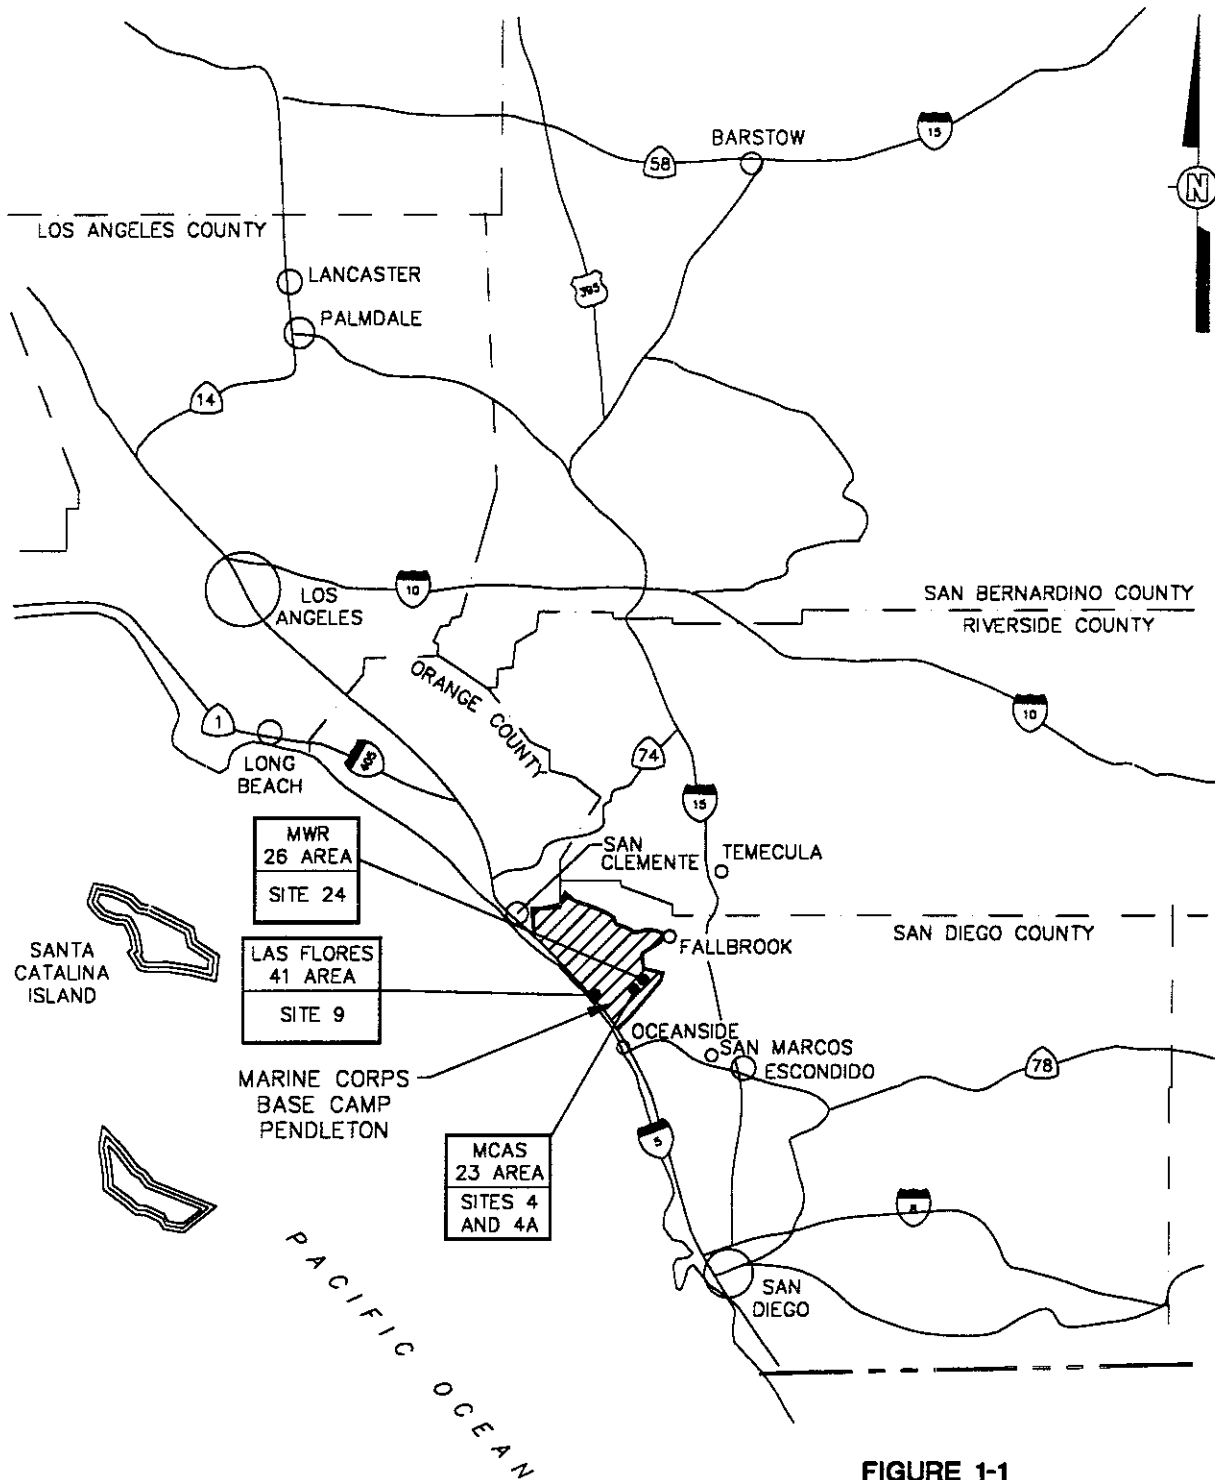 BARSTOW
15
58
N
LOS ANGELES COUNTY
LANCASTER
395
PALMDALE
14
LOS
ANGELES
10
SAN BERNARDINO COUNTY
RIVERSIDE COUNTY
ORANGE COUNTY
10
1
LONG
BEACH
405
74
15
MWR
26 AREA
SITE 24
SAN
CLEMENTE
TEMECULA
SAN DIEGO COUNTY
FALLBROOK
SANTA
CATALINA
ISLAND
LAS FLORES
41 AREA
SITE 9
OCEANSIDE
SAN MARCOS
ESCONDIDO
78
MARINE CORPS
BASE CAMP
PENDLETON
5
MCAS
23 AREA
SITES 4
AND 4A
8
SAN
DIEGO
PACIFIC OCEAN
FIGURE 1-1